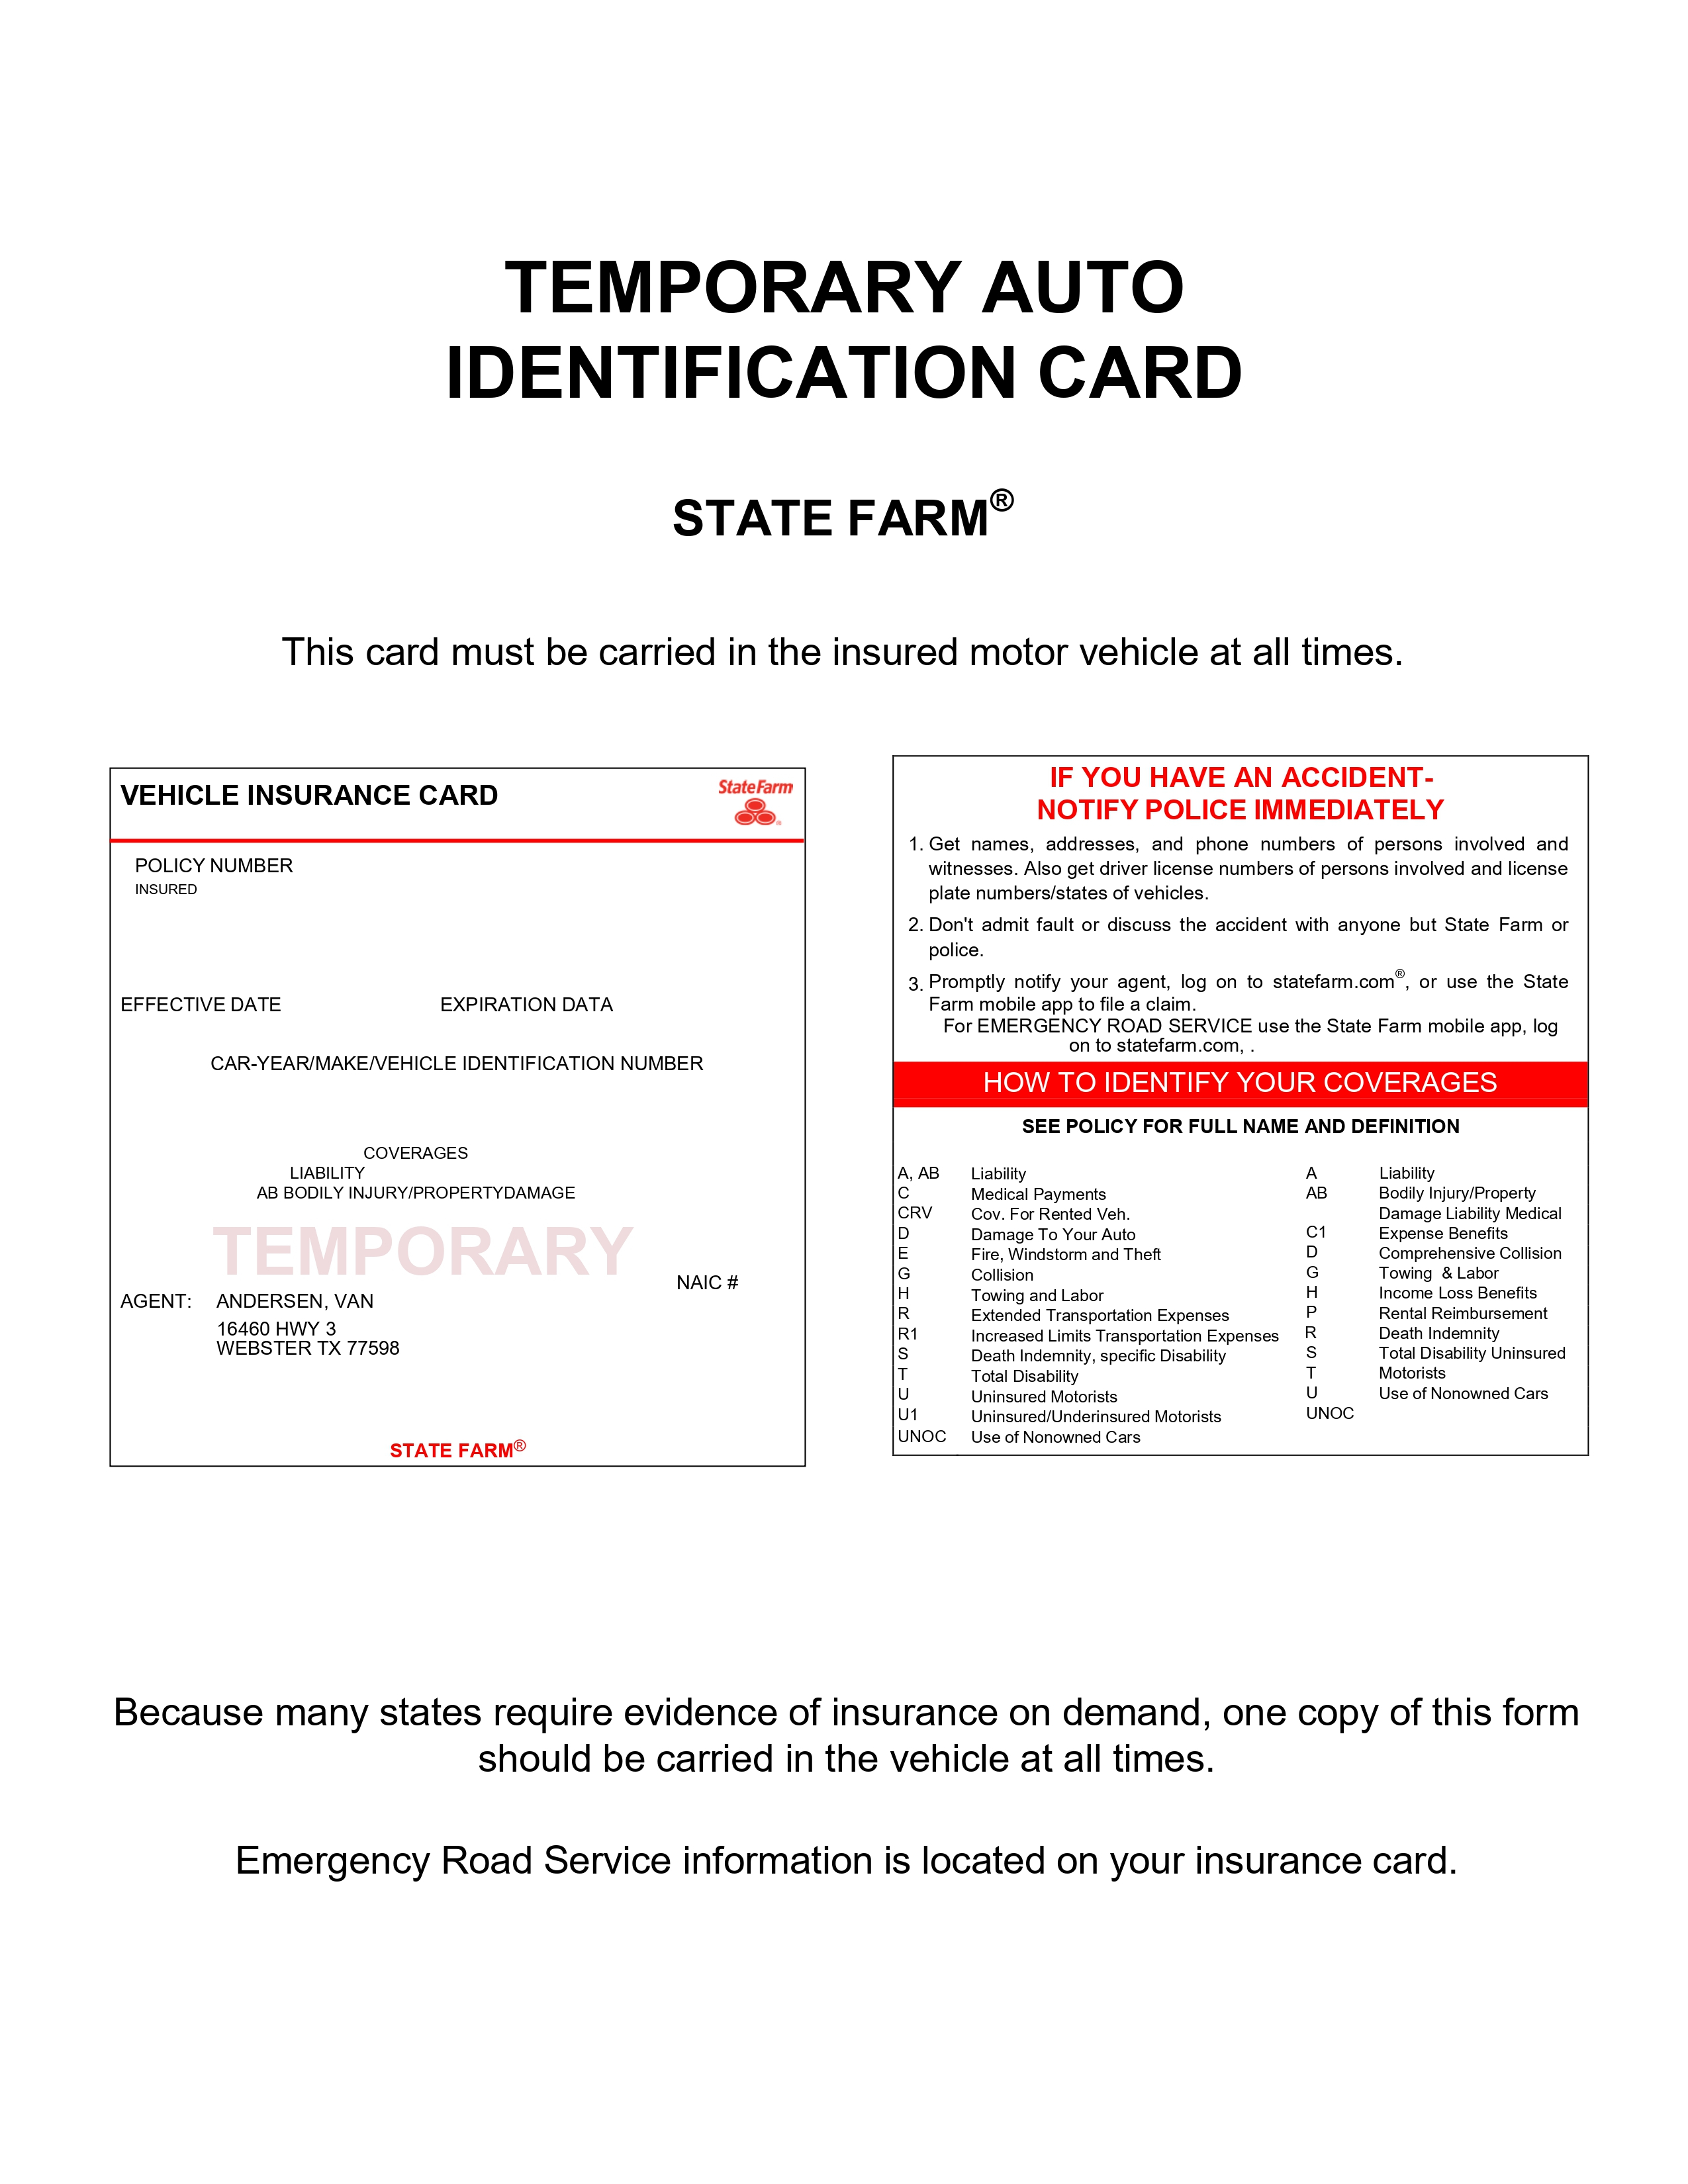 TEMPORARY AUTO
IDENTIFICATION CARD
STATE FARM®
This card must be carried in the insured motor vehicle at all times.
VEHICLE INSURANCE CARD
StateFarm
®
POLICY NUMBER
INSURED
EFFECTIVE DATE EXPIRATION DATA
CAR-YEAR/MAKE/VEHICLE IDENTIFICATION NUMBER
COVERAGES
LIABILITY
AB BODILY INJURY/PROPERTYDAMAGE
TEMPORARY
NAIC #
AGENT: ANDERSEN, VAN
16460 HWY 3
WEBSTER TX 77598
STATE FARM®
IF YOU HAVE AN ACCIDENT-
NOTIFY POLICE IMMEDIATELY
1. Get names, addresses, and phone numbers of persons involved and
witnesses. Also get driver license numbers of persons involved and license
plate numbers/states of vehicles.
2. Don't admit fault or discuss the accident with anyone but State Farm or
police.
3. Promptly notify your agent, log on to statefarm.com®, or use the State
Farm mobile app to file a claim.
For EMERGENCY ROAD SERVICE use the State Farm mobile app, log
on to statefarm.com, .
HOW TO IDENTIFY YOUR COVERAGES
SEE POLICY FOR FULL NAME AND DEFINITION
A, AB Liability
C Medical Payments
CRV Cov. For Rented Veh.
D Damage To Your Auto
E Fire, Windstorm and Theft
G Collision
H Towing and Labor
R Extended Transportation Expenses
R1 Increased Limits Transportation Expenses
S Death Indemnity, specific Disability
T Total Disability
U Uninsured Motorists
U1 Uninsured/Underinsured Motorists
UNOC Use of Nonowned Cars
A Liability
AB Bodily Injury/Property
Damage Liability Medical
C1 Expense Benefits
D Comprehensive Collision
G Towing & Labor
H Income Loss Benefits
P Rental Reimbursement
R Death Indemnity
S Total Disability Uninsured
T Motorists
U Use of Nonowned Cars
UNOC
Because many states require evidence of insurance on demand, one copy of this form
should be carried in the vehicle at all times.
Emergency Road Service information is located on your insurance card.